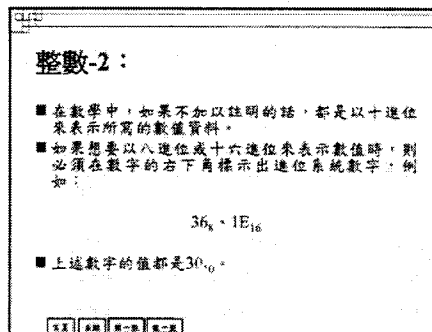 整數-2：
■在數學中，如果不加以註明的話，都是以十進位
來表示所寫的數值資料。
■如果想要以八進位或十六進位來表示數值時，則
必須在數字的右下角標示出進位系統數字，例
如：
36₈、1E₁₆
■上述數字的值都是30₁₀。